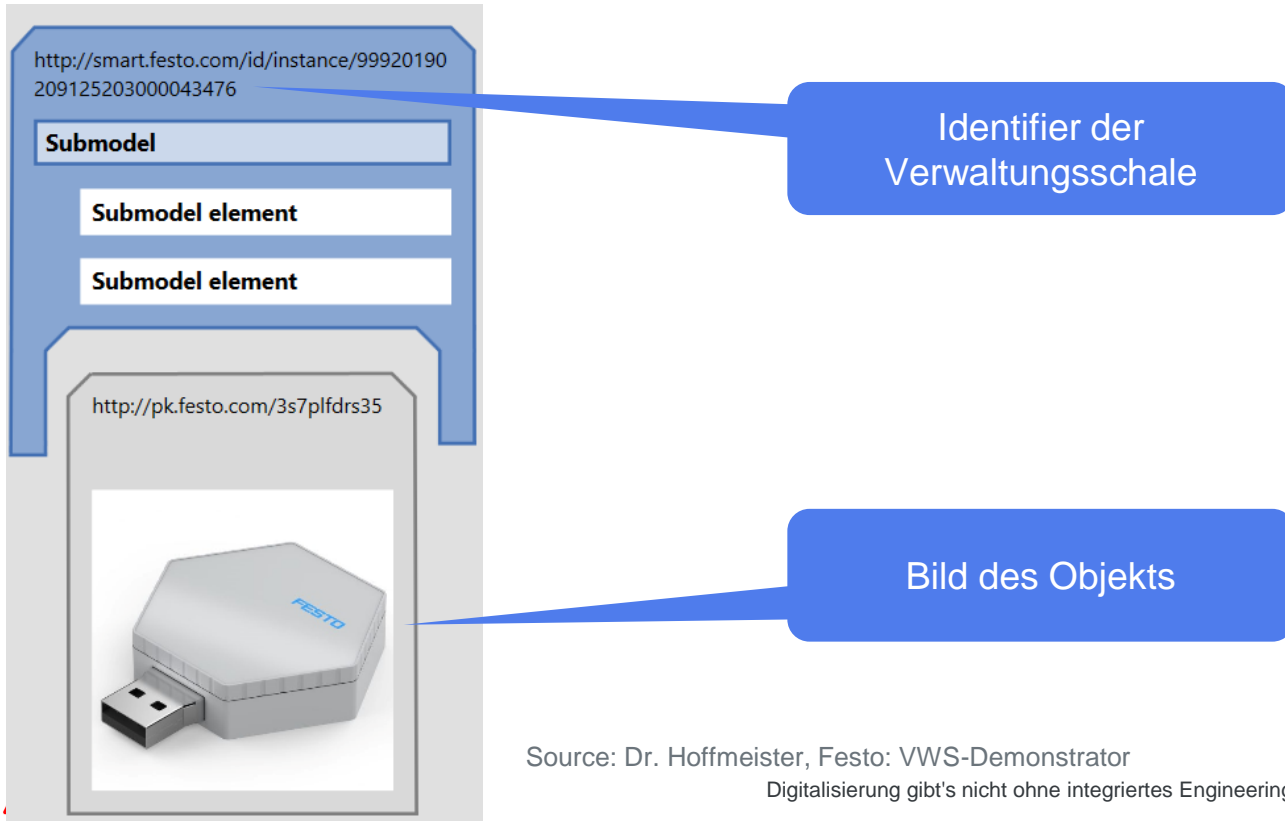 http://smart.festo.com/id/instance/99920190
209125203000043476
Submodel
Submodel element
Submodel element
http://pk.festo.com/3s7plfdrs35
FESTO
Identifier der
Verwaltungsschale
Bild des Objekts
Source: Dr. Hoffmeister, Festo: VWS-Demonstrator
Digitalisierung gibt's nicht ohne integriertes Engineering